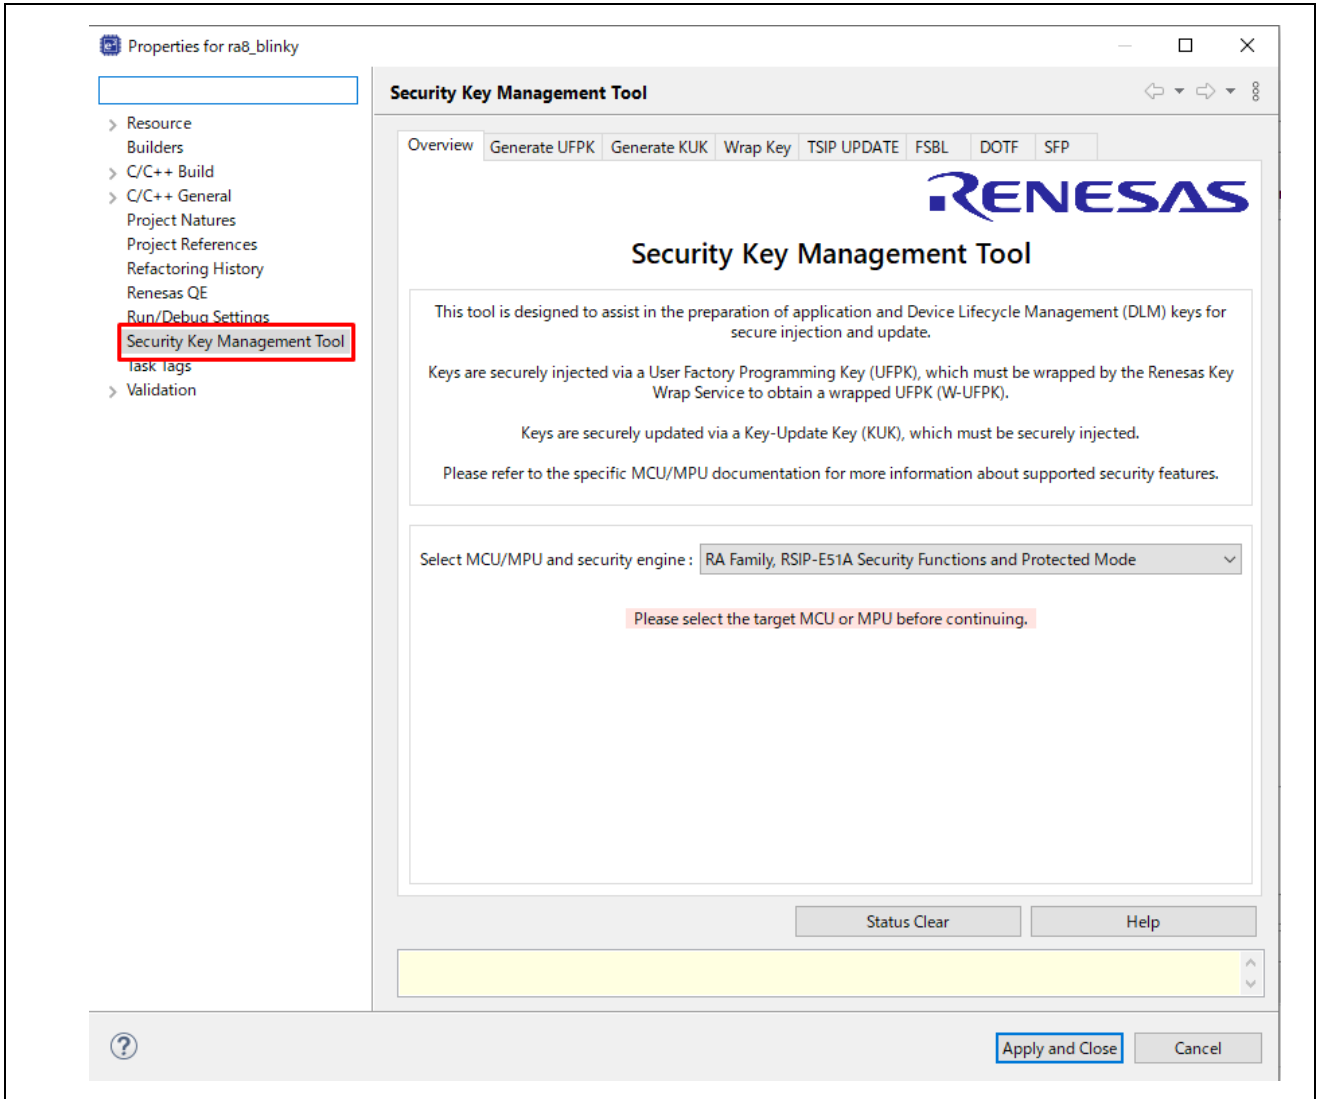 Properties for ra8_blinky
Security Key Management Tool
Resource
Builders
C/C++ Build
C/C++ General
Project Natures
Project References
Refactoring History
Renesas QE
Run/Debug Settings
Security Key Management Tool
Task Tags
Validation
Overview Generate UFPK Generate KUK Wrap Key TSIP UPDATE FSBL DOTF SFP
RENESAS
Security Key Management Tool
This tool is designed to assist in the preparation of application and Device Lifecycle Management (DLM) keys for
secure injection and update.
Keys are securely injected via a User Factory Programming Key (UFPK), which must be wrapped by the Renesas Key
Wrap Service to obtain a wrapped UFPK (W-UFPK).
Keys are securely updated via a Key-Update Key (KUK), which must be securely injected.
Please refer to the specific MCU/MPU documentation for more information about supported security features.
Select MCU/MPU and security engine : RA Family, RSIP-E51A Security Functions and Protected Mode
Please select the target MCU or MPU before continuing.
Status Clear Help
Apply and Close Cancel